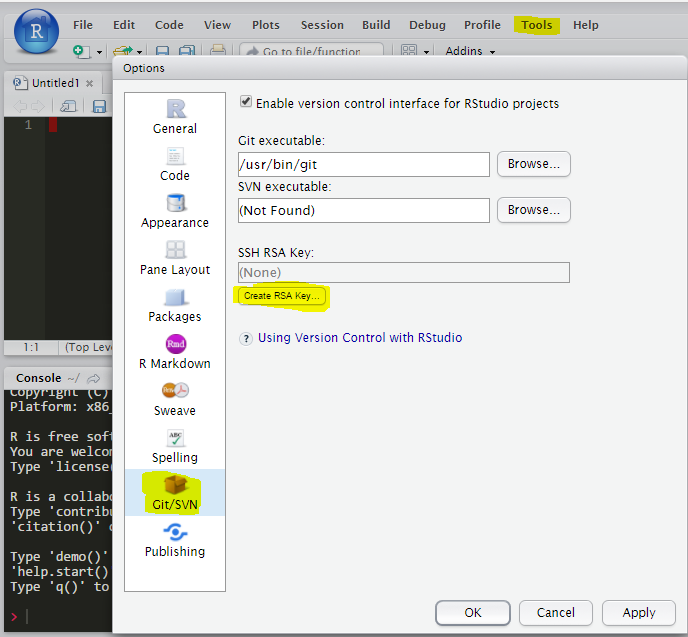 R
File Edit Code View Plots Session Build Debug Profile Tools Help
Go to file/function
Addins
Options
Untitled1
1
1:1 (Top Leve
Console ~/
Copyright (C)
Platform: x86_
R is free soft
You are welcom
Type 'license(
R is a collabo
Type 'contribu
'citation()' o
Type 'demo()'
'help.start()
Type 'q()' to
>
R
General
Code
Appearance
Pane Layout
Packages
Rmd
R Markdown
Sweave
ABC
Spelling
Git/SVN
Publishing
Enable version control interface for RStudio projects
Git executable:
/usr/bin/git
Browse...
SVN executable:
(Not Found)
Browse...
SSH RSA Key:
(None)
Create RSA Key...
? Using Version Control with RStudio
OK Cancel Apply